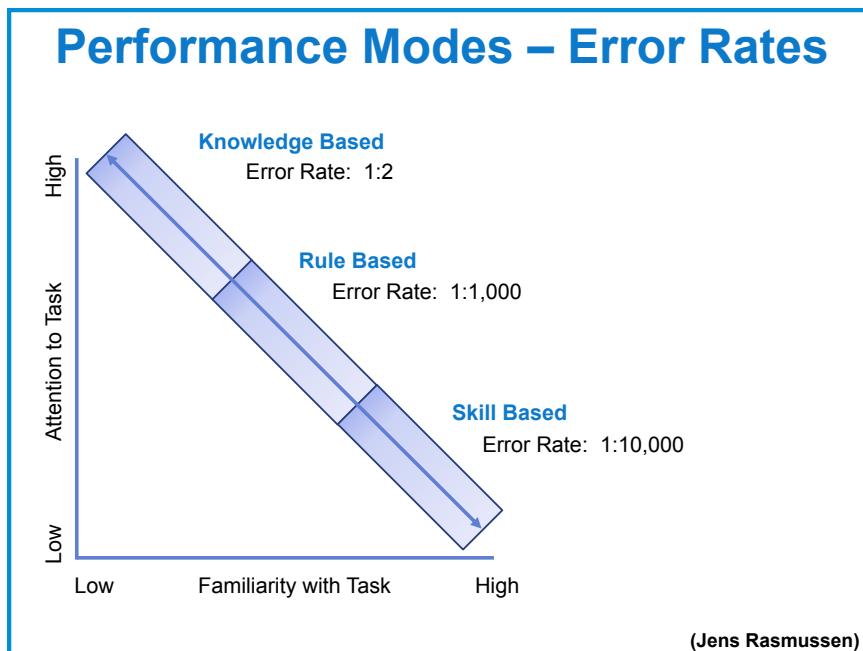 Performance Modes – Error Rates
Knowledge Based
Error Rate: 1:2
Rule Based
Error Rate: 1:1,000
Skill Based
Error Rate: 1:10,000
High
Attention to Task
Low
Low Familiarity with Task High
(Jens Rasmussen)